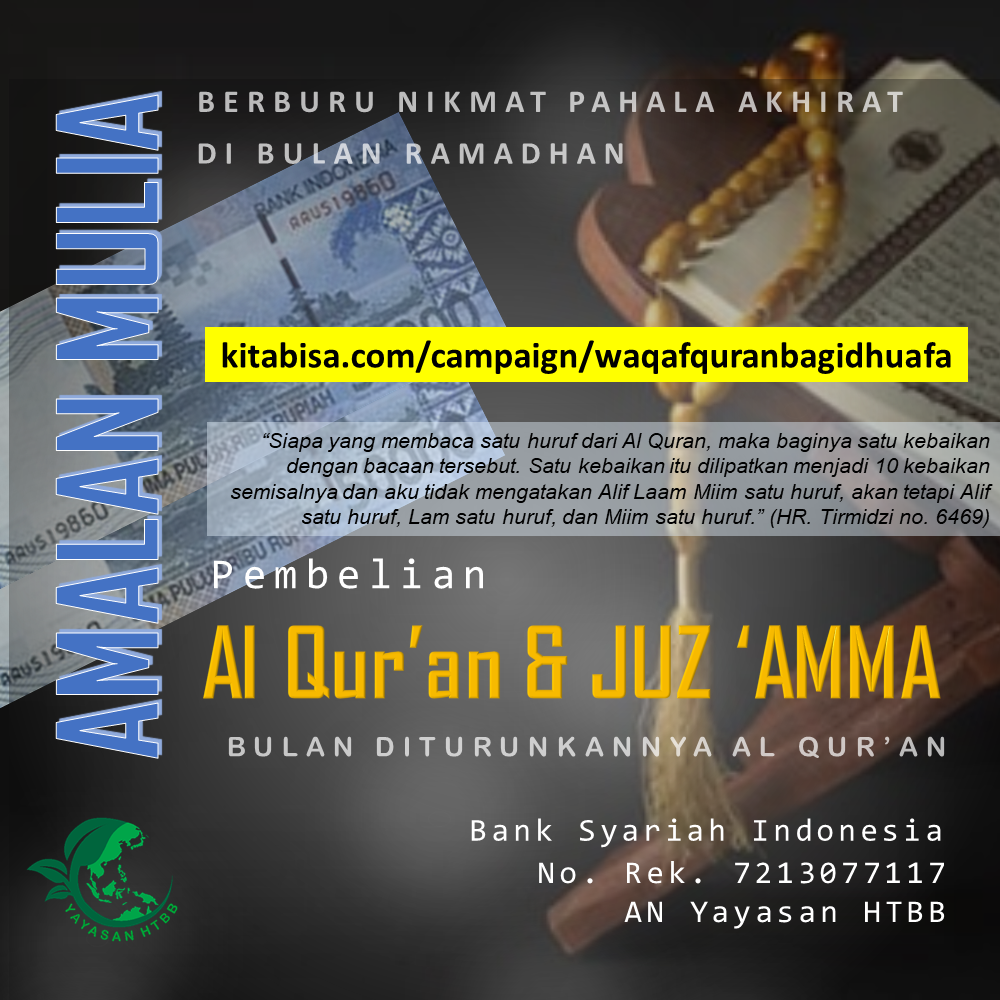 AMALAN MULIA
BERBURU NIKMAT PAHALA AKHIRAT
DI BULAN RAMADHAN
BANK INDONESIA
ARU519860
kitabisa.com/campaign/waqafquranbagidhuafa
“Siapa yang membaca satu huruf dari Al Quran, maka baginya satu kebaikan
dengan bacaan tersebut. Satu kebaikan itu dilipatkan menjadi 10 kebaikan
semisalnya dan aku tidak mengatakan Alif Laam Miim satu huruf, akan tetapi Alif
satu huruf, Lam satu huruf, dan Miim satu huruf.” (HR. Tirmidzi no. 6469)
Pembelian
Al Qur’an & JUZ ‘AMMA
BULAN DITURUNKANNYA AL QUR’AN
Bank Syariah Indonesia
No. Rek. 7213077117
AN Yayasan HTBB
YAYASAN HTBB